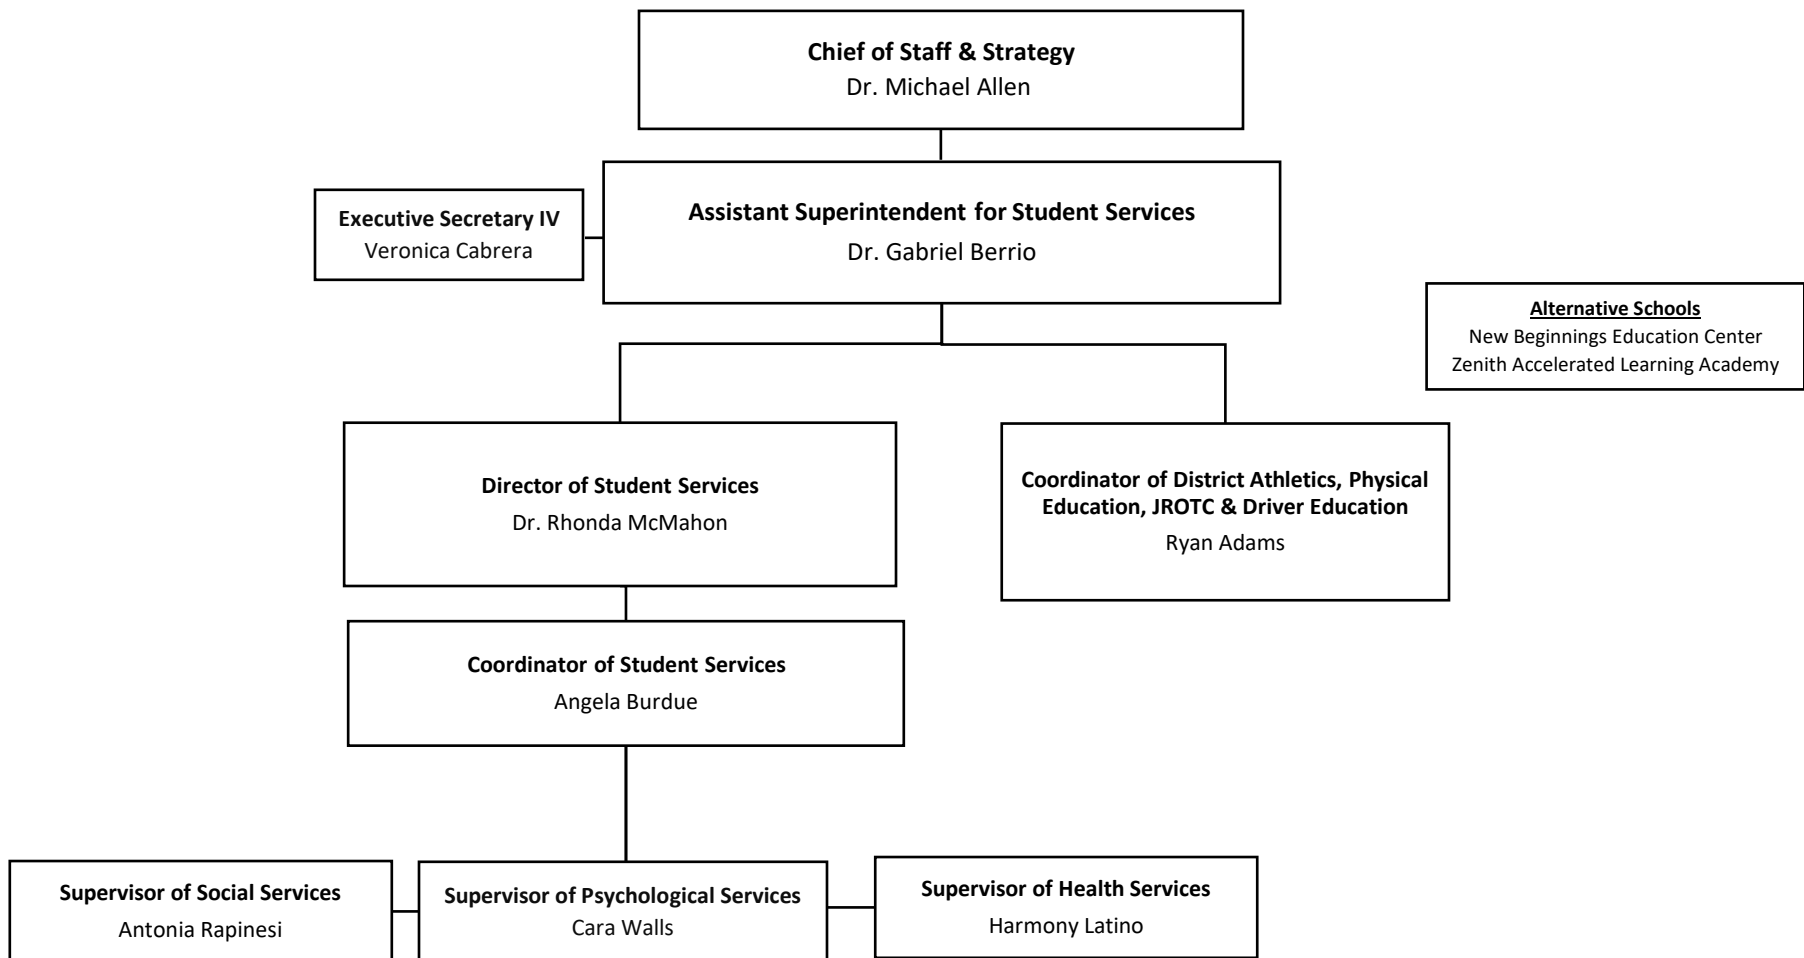 Chief of Staff & Strategy
Dr. Michael Allen
Executive Secretary IV
Veronica Cabrera
Assistant Superintendent for Student Services
Dr. Gabriel Berrio
Alternative Schools
New Beginnings Education Center
Zenith Accelerated Learning Academy
Director of Student Services
Dr. Rhonda McMahon
Coordinator of District Athletics, Physical
Education, JROTC & Driver Education
Ryan Adams
Coordinator of Student Services
Angela Burdue
Supervisor of Social Services
Antonia Rapinesi
Supervisor of Psychological Services
Cara Walls
Supervisor of Health Services
Harmony Latino